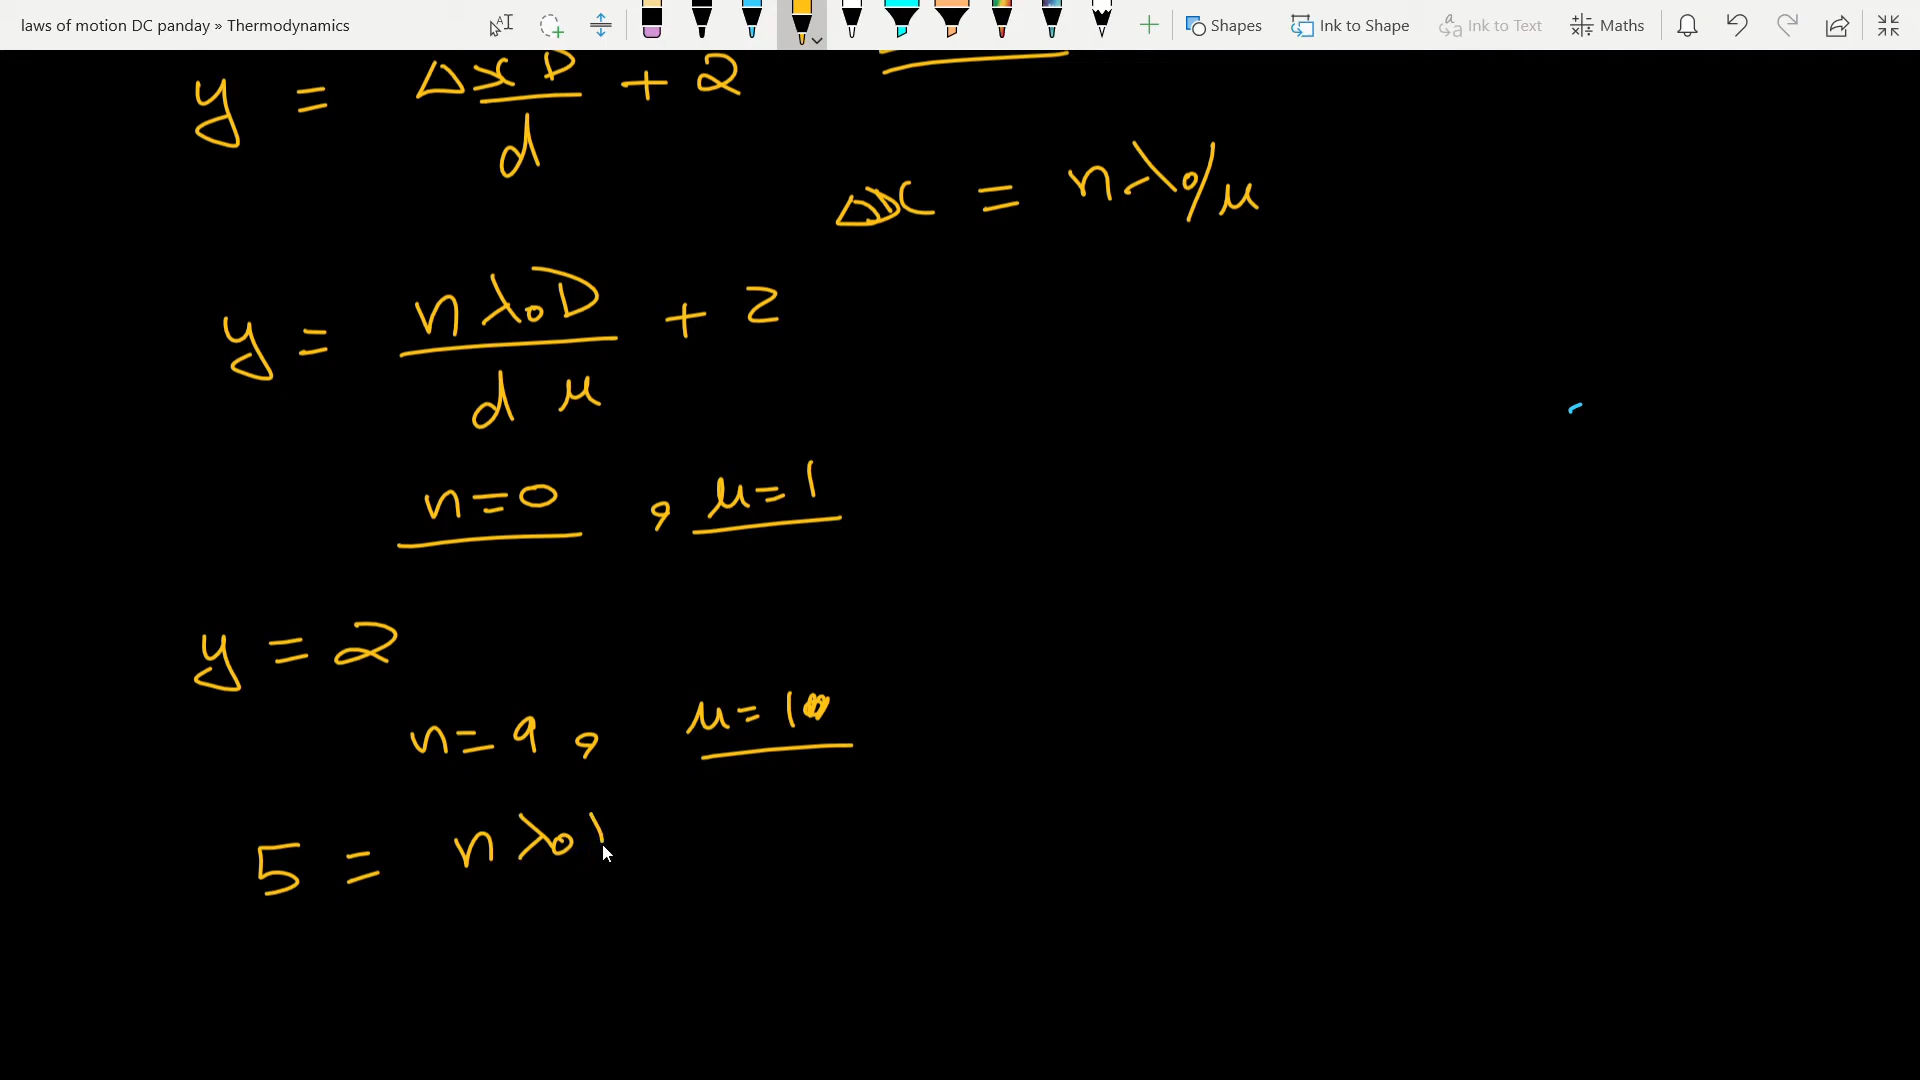 laws of motion DC panday » Thermodynamics Shapes Ink to Shape Ink to Text Maths
y = Δx D / d + 2
Δx = nλ0/μ
y = nλ0D / d μ + 2
n=0 , μ=1
y = 2
n=9 , μ=1
5 = nλ0